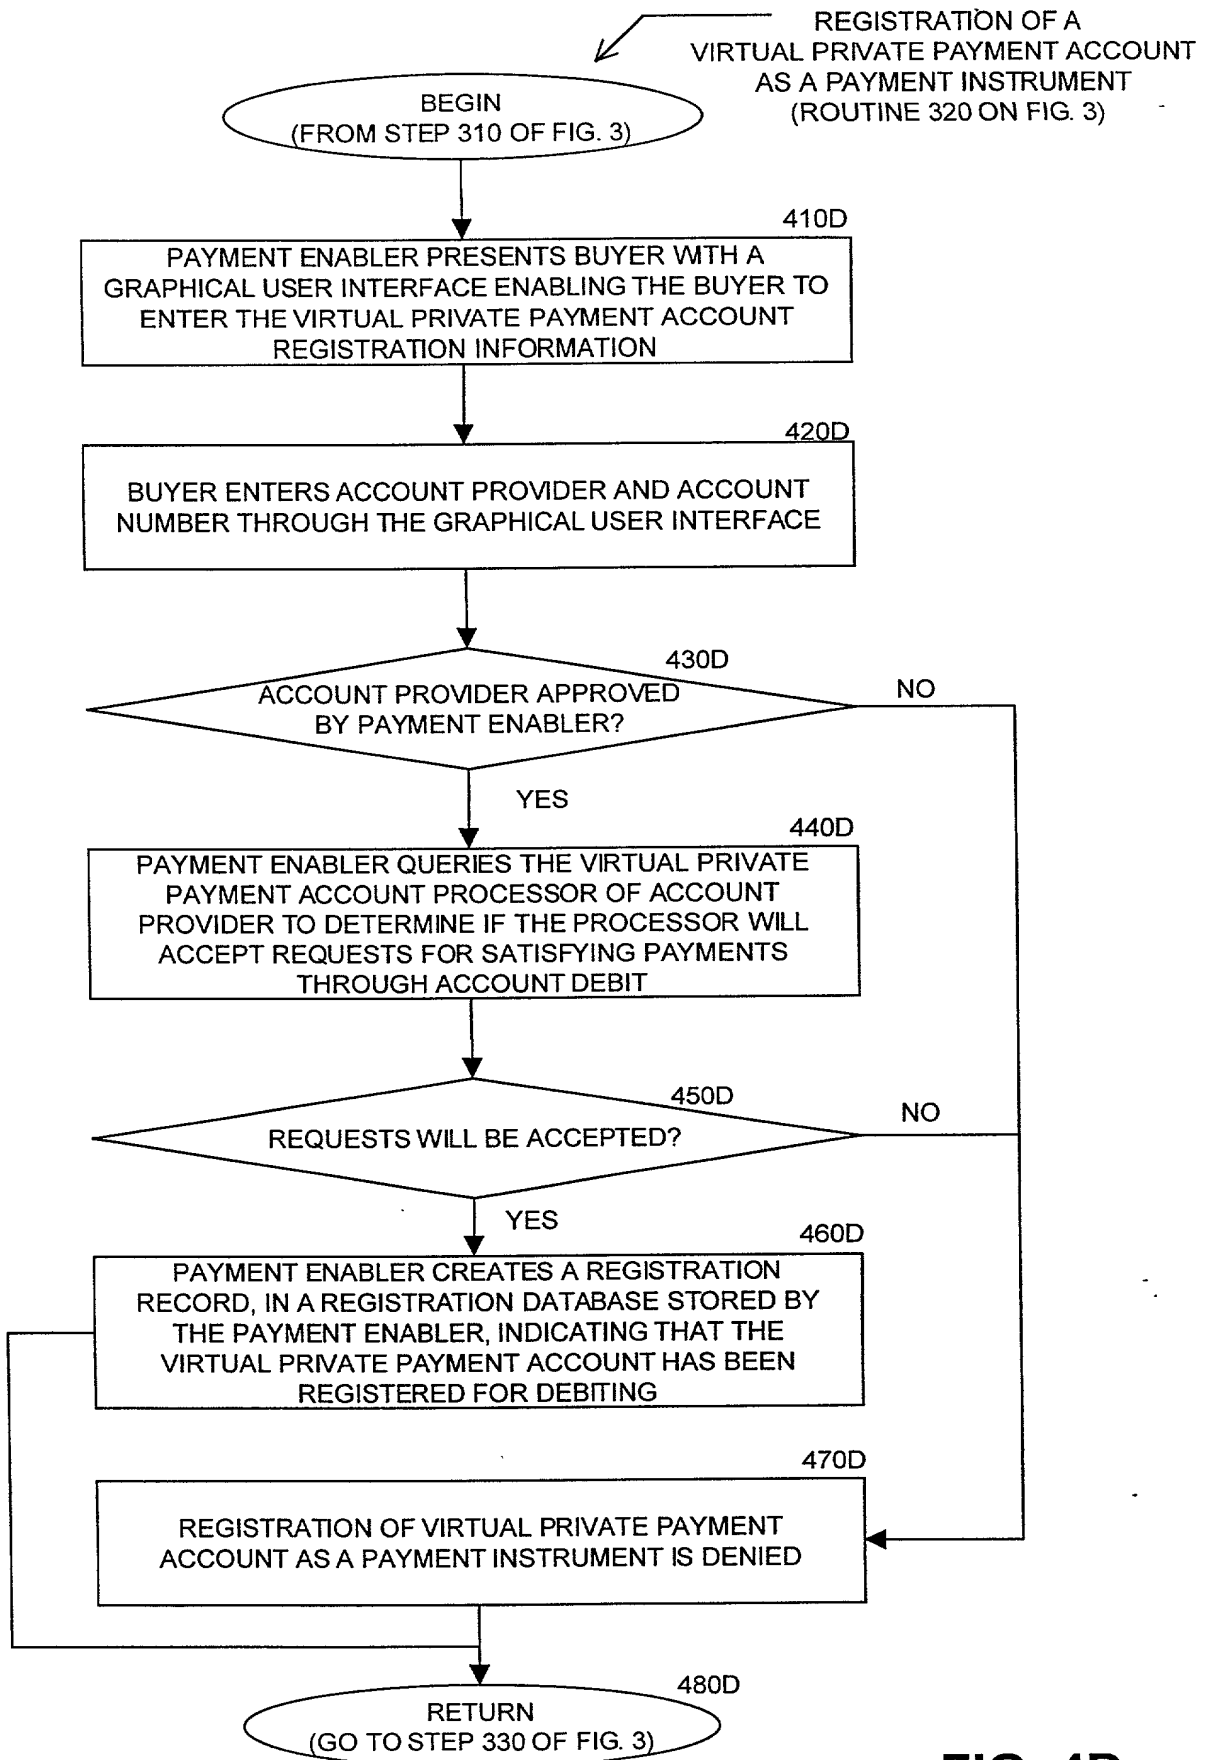 REGISTRATION OF A
VIRTUAL PRIVATE PAYMENT ACCOUNT
AS A PAYMENT INSTRUMENT
(ROUTINE 320 ON FIG. 3)
BEGIN
(FROM STEP 310 OF FIG. 3)
410D
PAYMENT ENABLER PRESENTS BUYER WITH A
GRAPHICAL USER INTERFACE ENABLING THE BUYER TO
ENTER THE VIRTUAL PRIVATE PAYMENT ACCOUNT
REGISTRATION INFORMATION
420D
BUYER ENTERS ACCOUNT PROVIDER AND ACCOUNT
NUMBER THROUGH THE GRAPHICAL USER INTERFACE
430D
ACCOUNT PROVIDER APPROVED
BY PAYMENT ENABLER?
NO
YES
440D
PAYMENT ENABLER QUERIES THE VIRTUAL PRIVATE
PAYMENT ACCOUNT PROCESSOR OF ACCOUNT
PROVIDER TO DETERMINE IF THE PROCESSOR WILL
ACCEPT REQUESTS FOR SATISFYING PAYMENTS
THROUGH ACCOUNT DEBIT
450D
REQUESTS WILL BE ACCEPTED?
NO
YES
460D
PAYMENT ENABLER CREATES A REGISTRATION
RECORD, IN A REGISTRATION DATABASE STORED BY
THE PAYMENT ENABLER, INDICATING THAT THE
VIRTUAL PRIVATE PAYMENT ACCOUNT HAS BEEN
REGISTERED FOR DEBITING
470D
REGISTRATION OF VIRTUAL PRIVATE PAYMENT
ACCOUNT AS A PAYMENT INSTRUMENT IS DENIED
480D
RETURN
(GO TO STEP 330 OF FIG. 3)